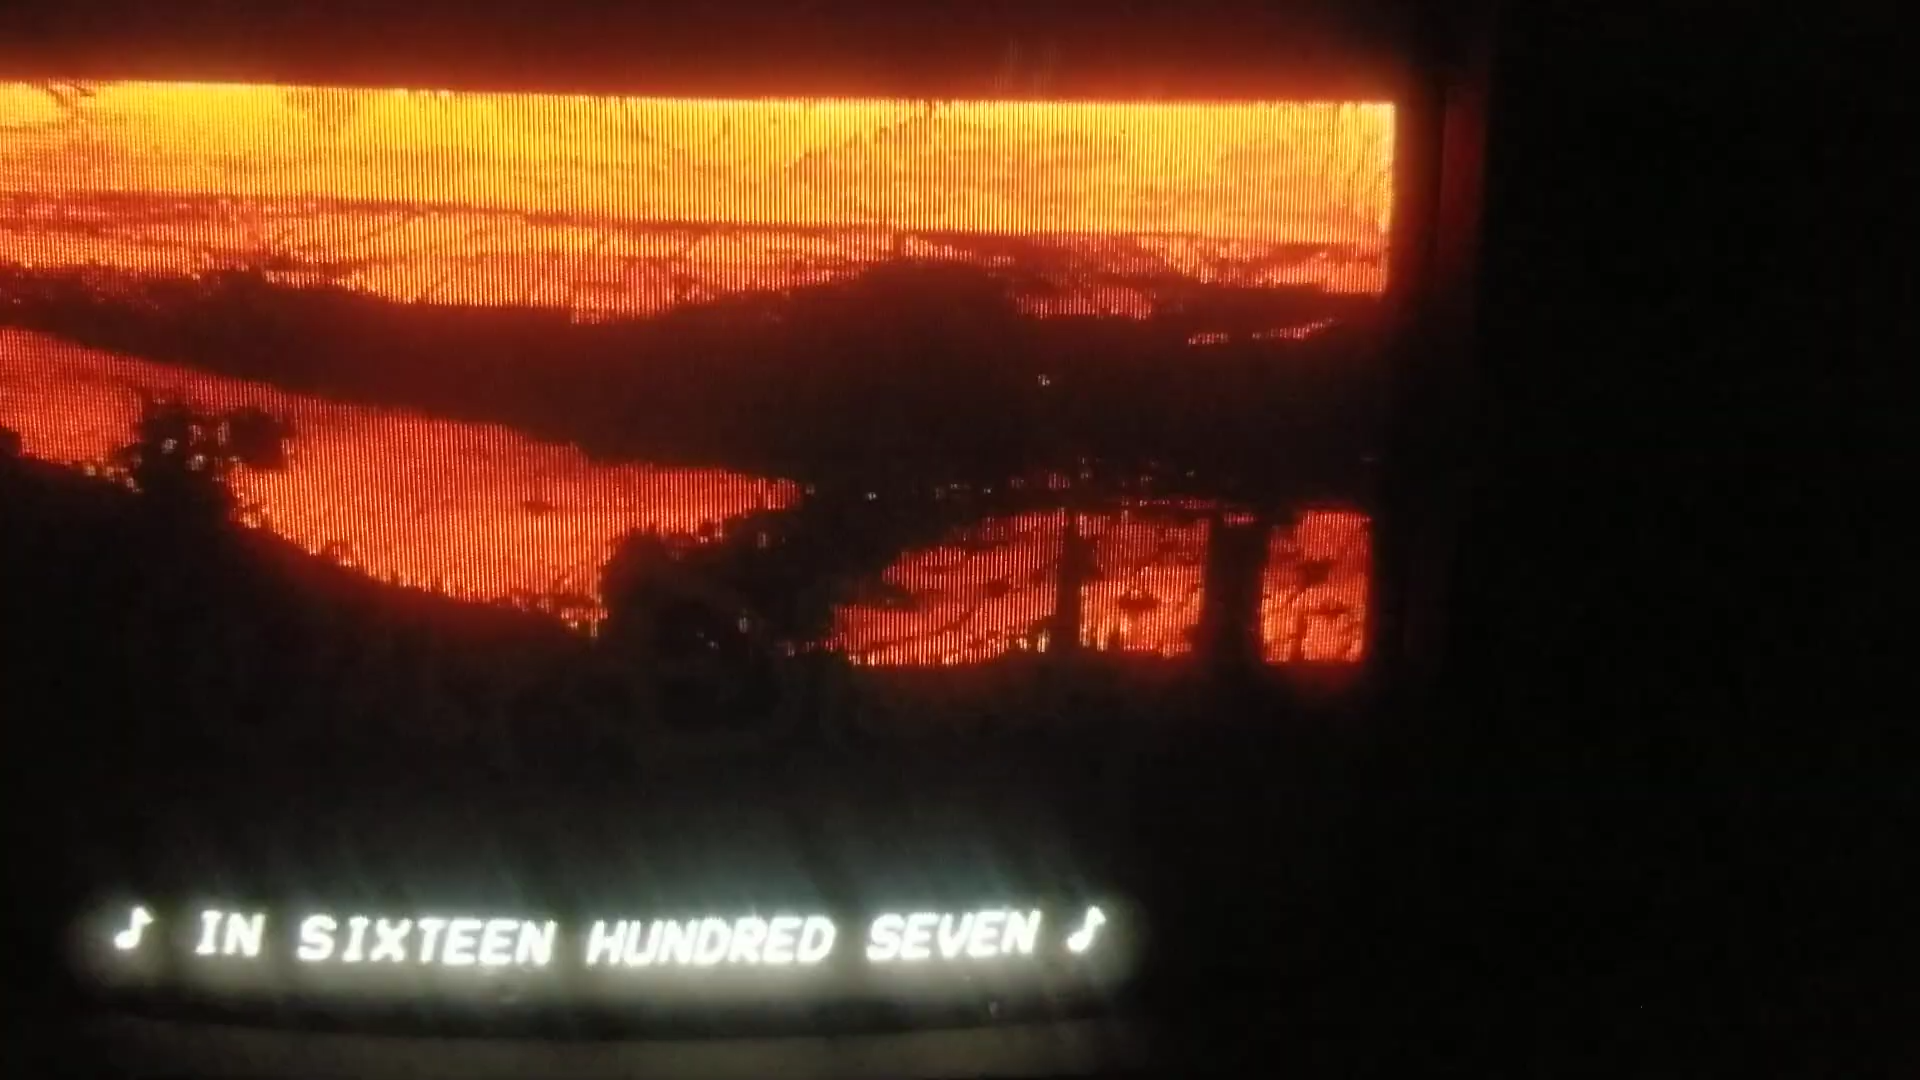 ♪ IN SIXTEEN HUNDRED SEVEN ♪